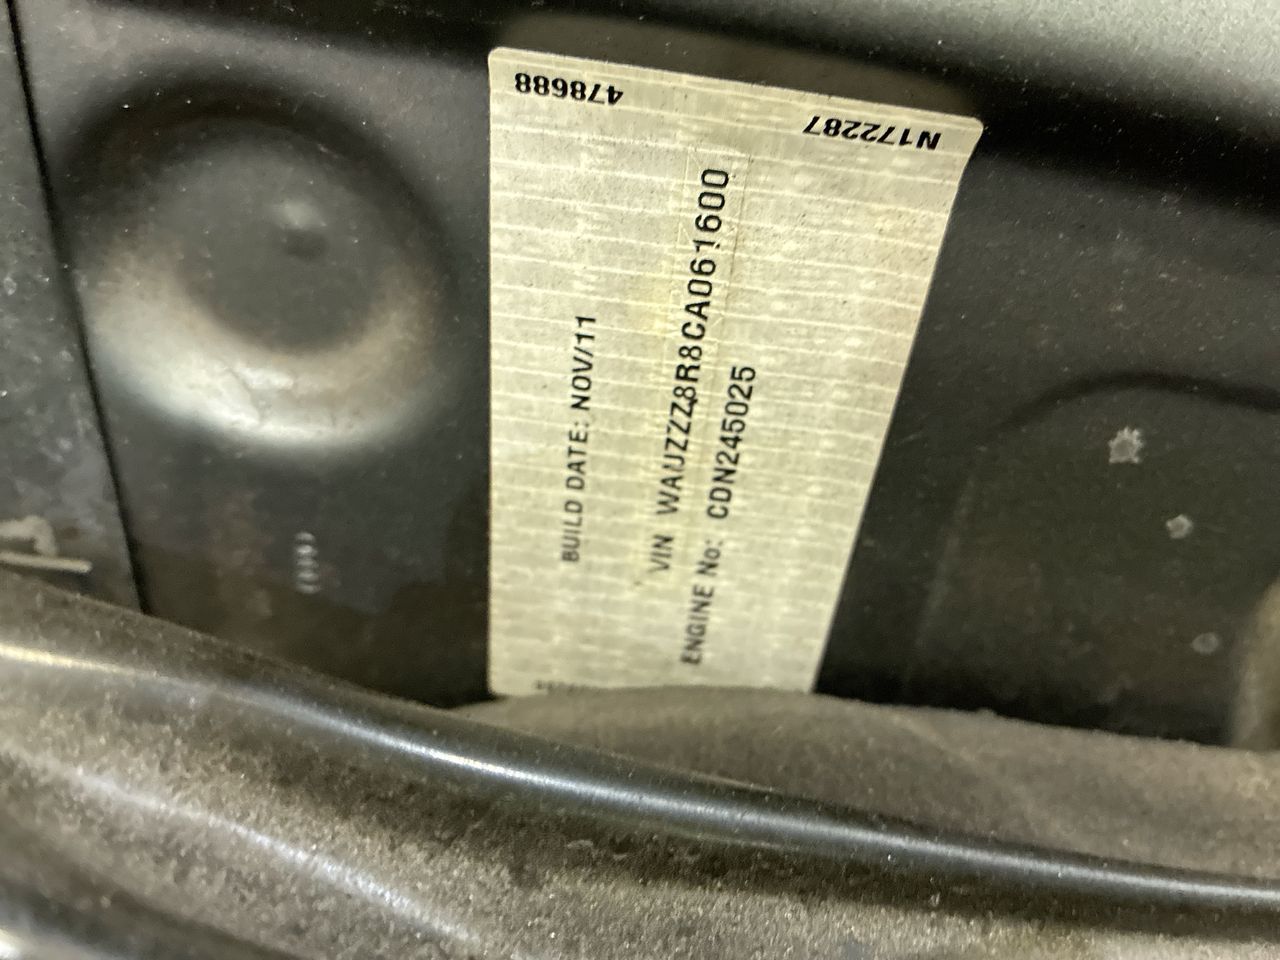 478688
N172287
BUILD DATE: NOV/11
VIN WAUZZZ8R8CA061600
ENGINE No: CDN245025